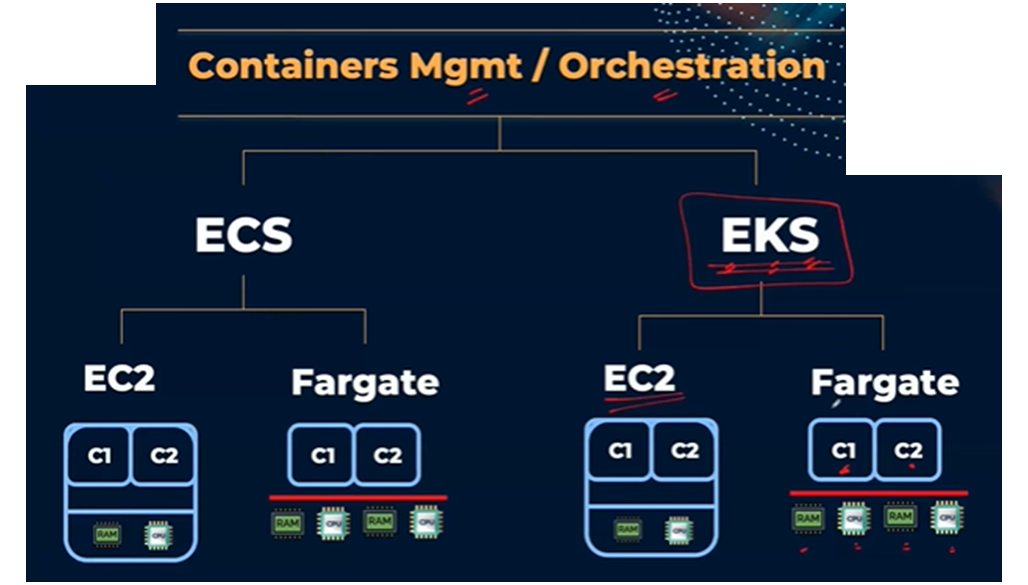 Containers Mgmt / Orchestration
ECS
EKS
EC2
Fargate
EC2
Fargate
C1 C2
C1 C2
C1 C2
C1 C2
RAM CPU
RAM CPU RAM CPU
RAM CPU
RAM CPU RAM CPU